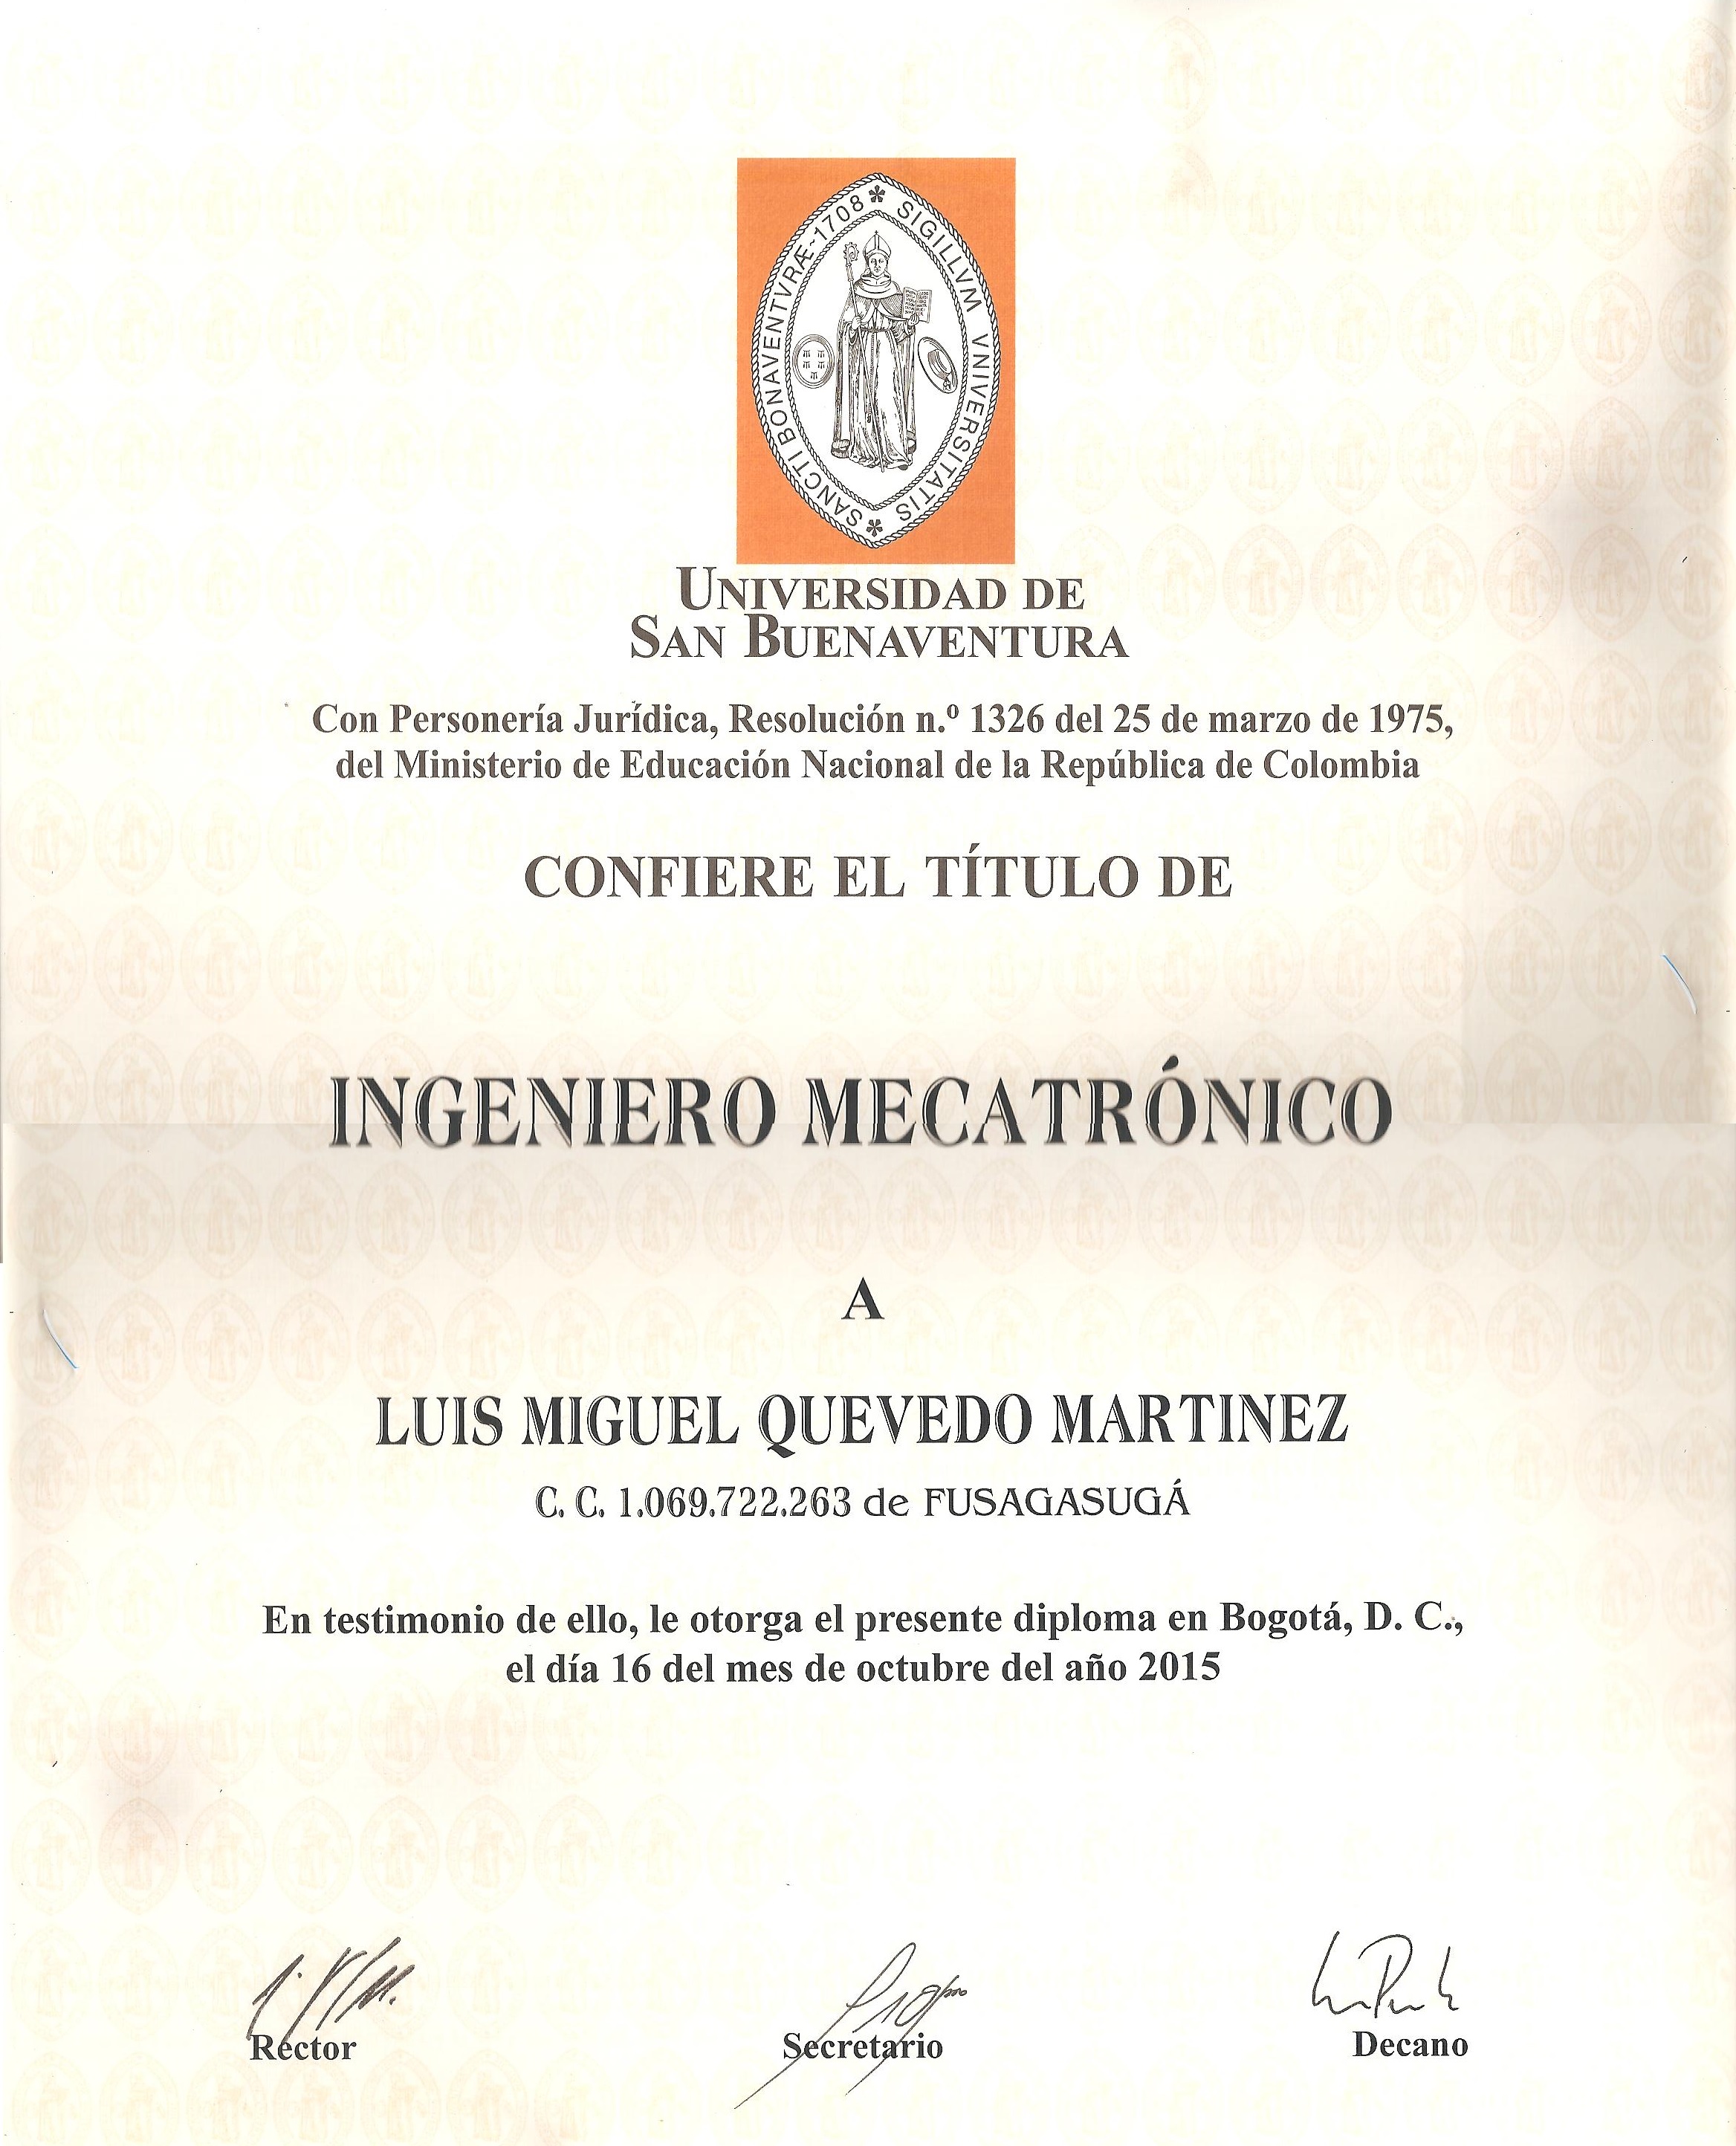 SIGILLVM VNIVERSITATIS
SANCTI BONAVENTVRÆ-1708
UNIVERSIDAD DE
SAN BUENAVENTURA
Con Personería Jurídica, Resolución n.º 1326 del 25 de marzo de 1975,
del Ministerio de Educación Nacional de la República de Colombia
CONFIERE EL TÍTULO DE
INGENIERO MECATRÓNICO
A
LUIS MIGUEL QUEVEDO MARTINEZ
C. C. 1.069.722.263 de FUSAGASUGÁ
En testimonio de ello, le otorga el presente diploma en Bogotá, D. C.,
el día 16 del mes de octubre del año 2015
Rector
Secretario
Decano